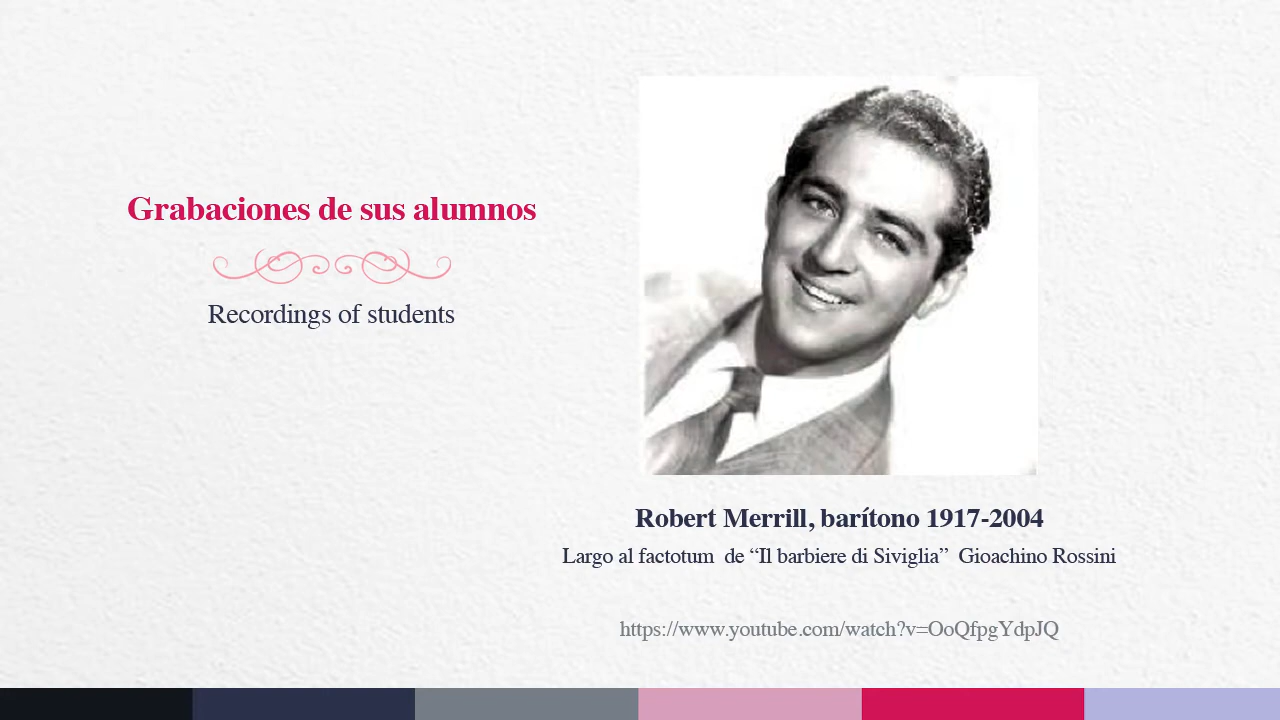 Grabaciones de sus alumnos
Recordings of students
Robert Merrill, barítono 1917-2004
Largo al factotum  de “Il barbiere di Siviglia”  Gioachino Rossini
https://www.youtube.com/watch?v=OoQfpgYdpJQ